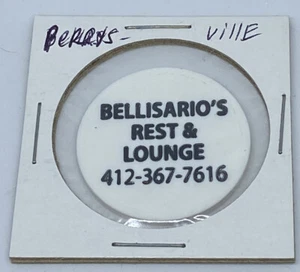 Perrys- ville
BELLISARIO'S
REST &
LOUNGE
412-367-7616